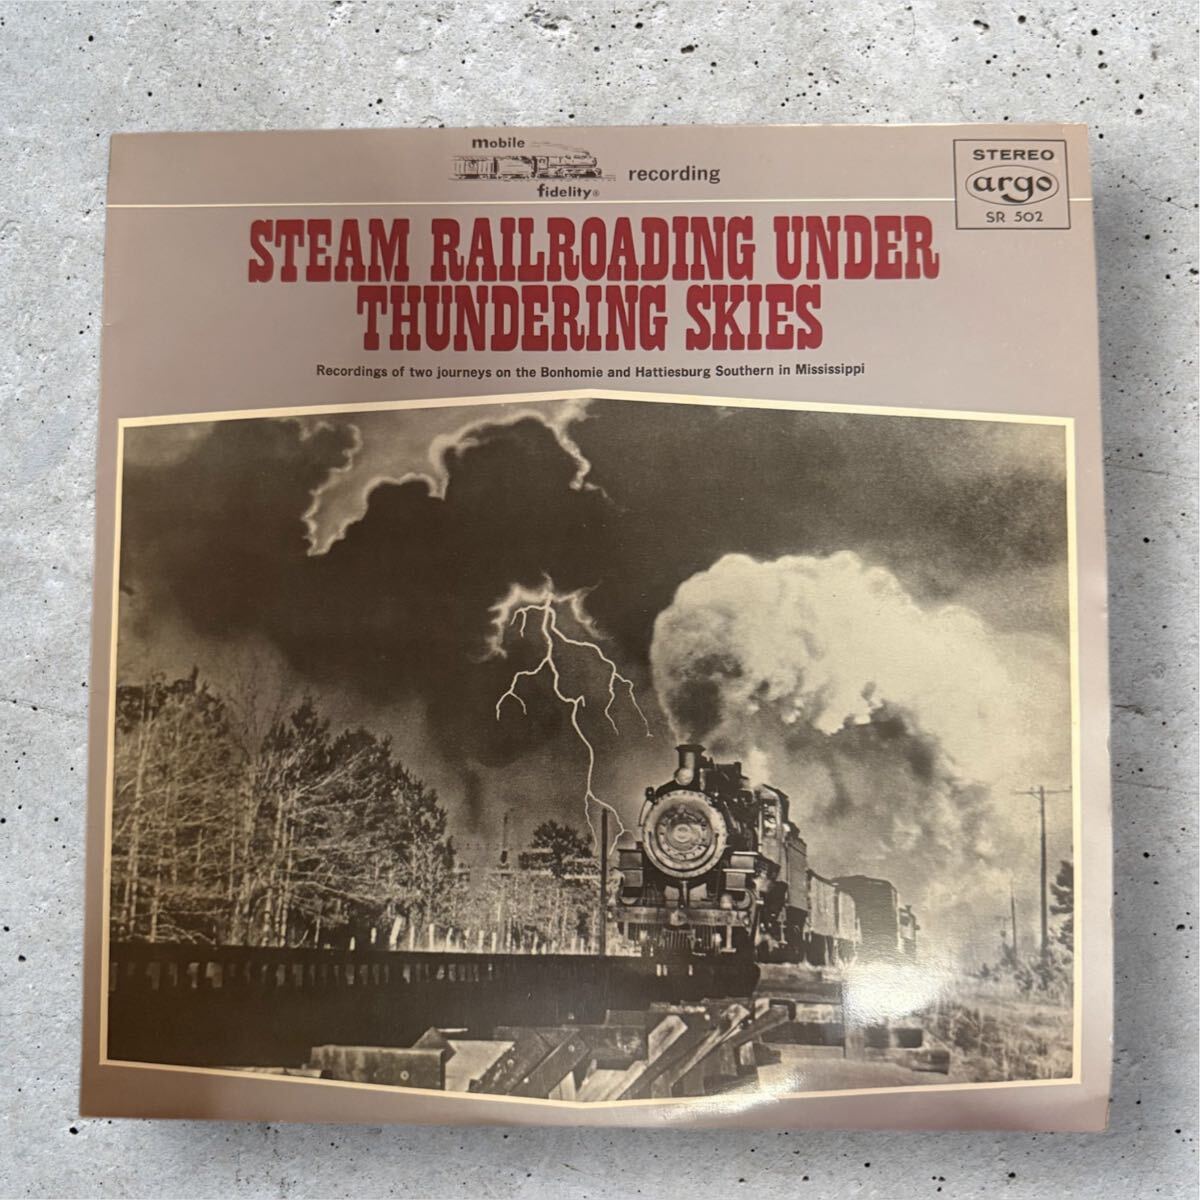 mobile
fidelity®
recording
STEREO
argo
SR 502
STEAM RAILROADING UNDER
THUNDERING SKIES
Recordings of two journeys on the Bonhomie and Hattiesburg Southern in Mississippi